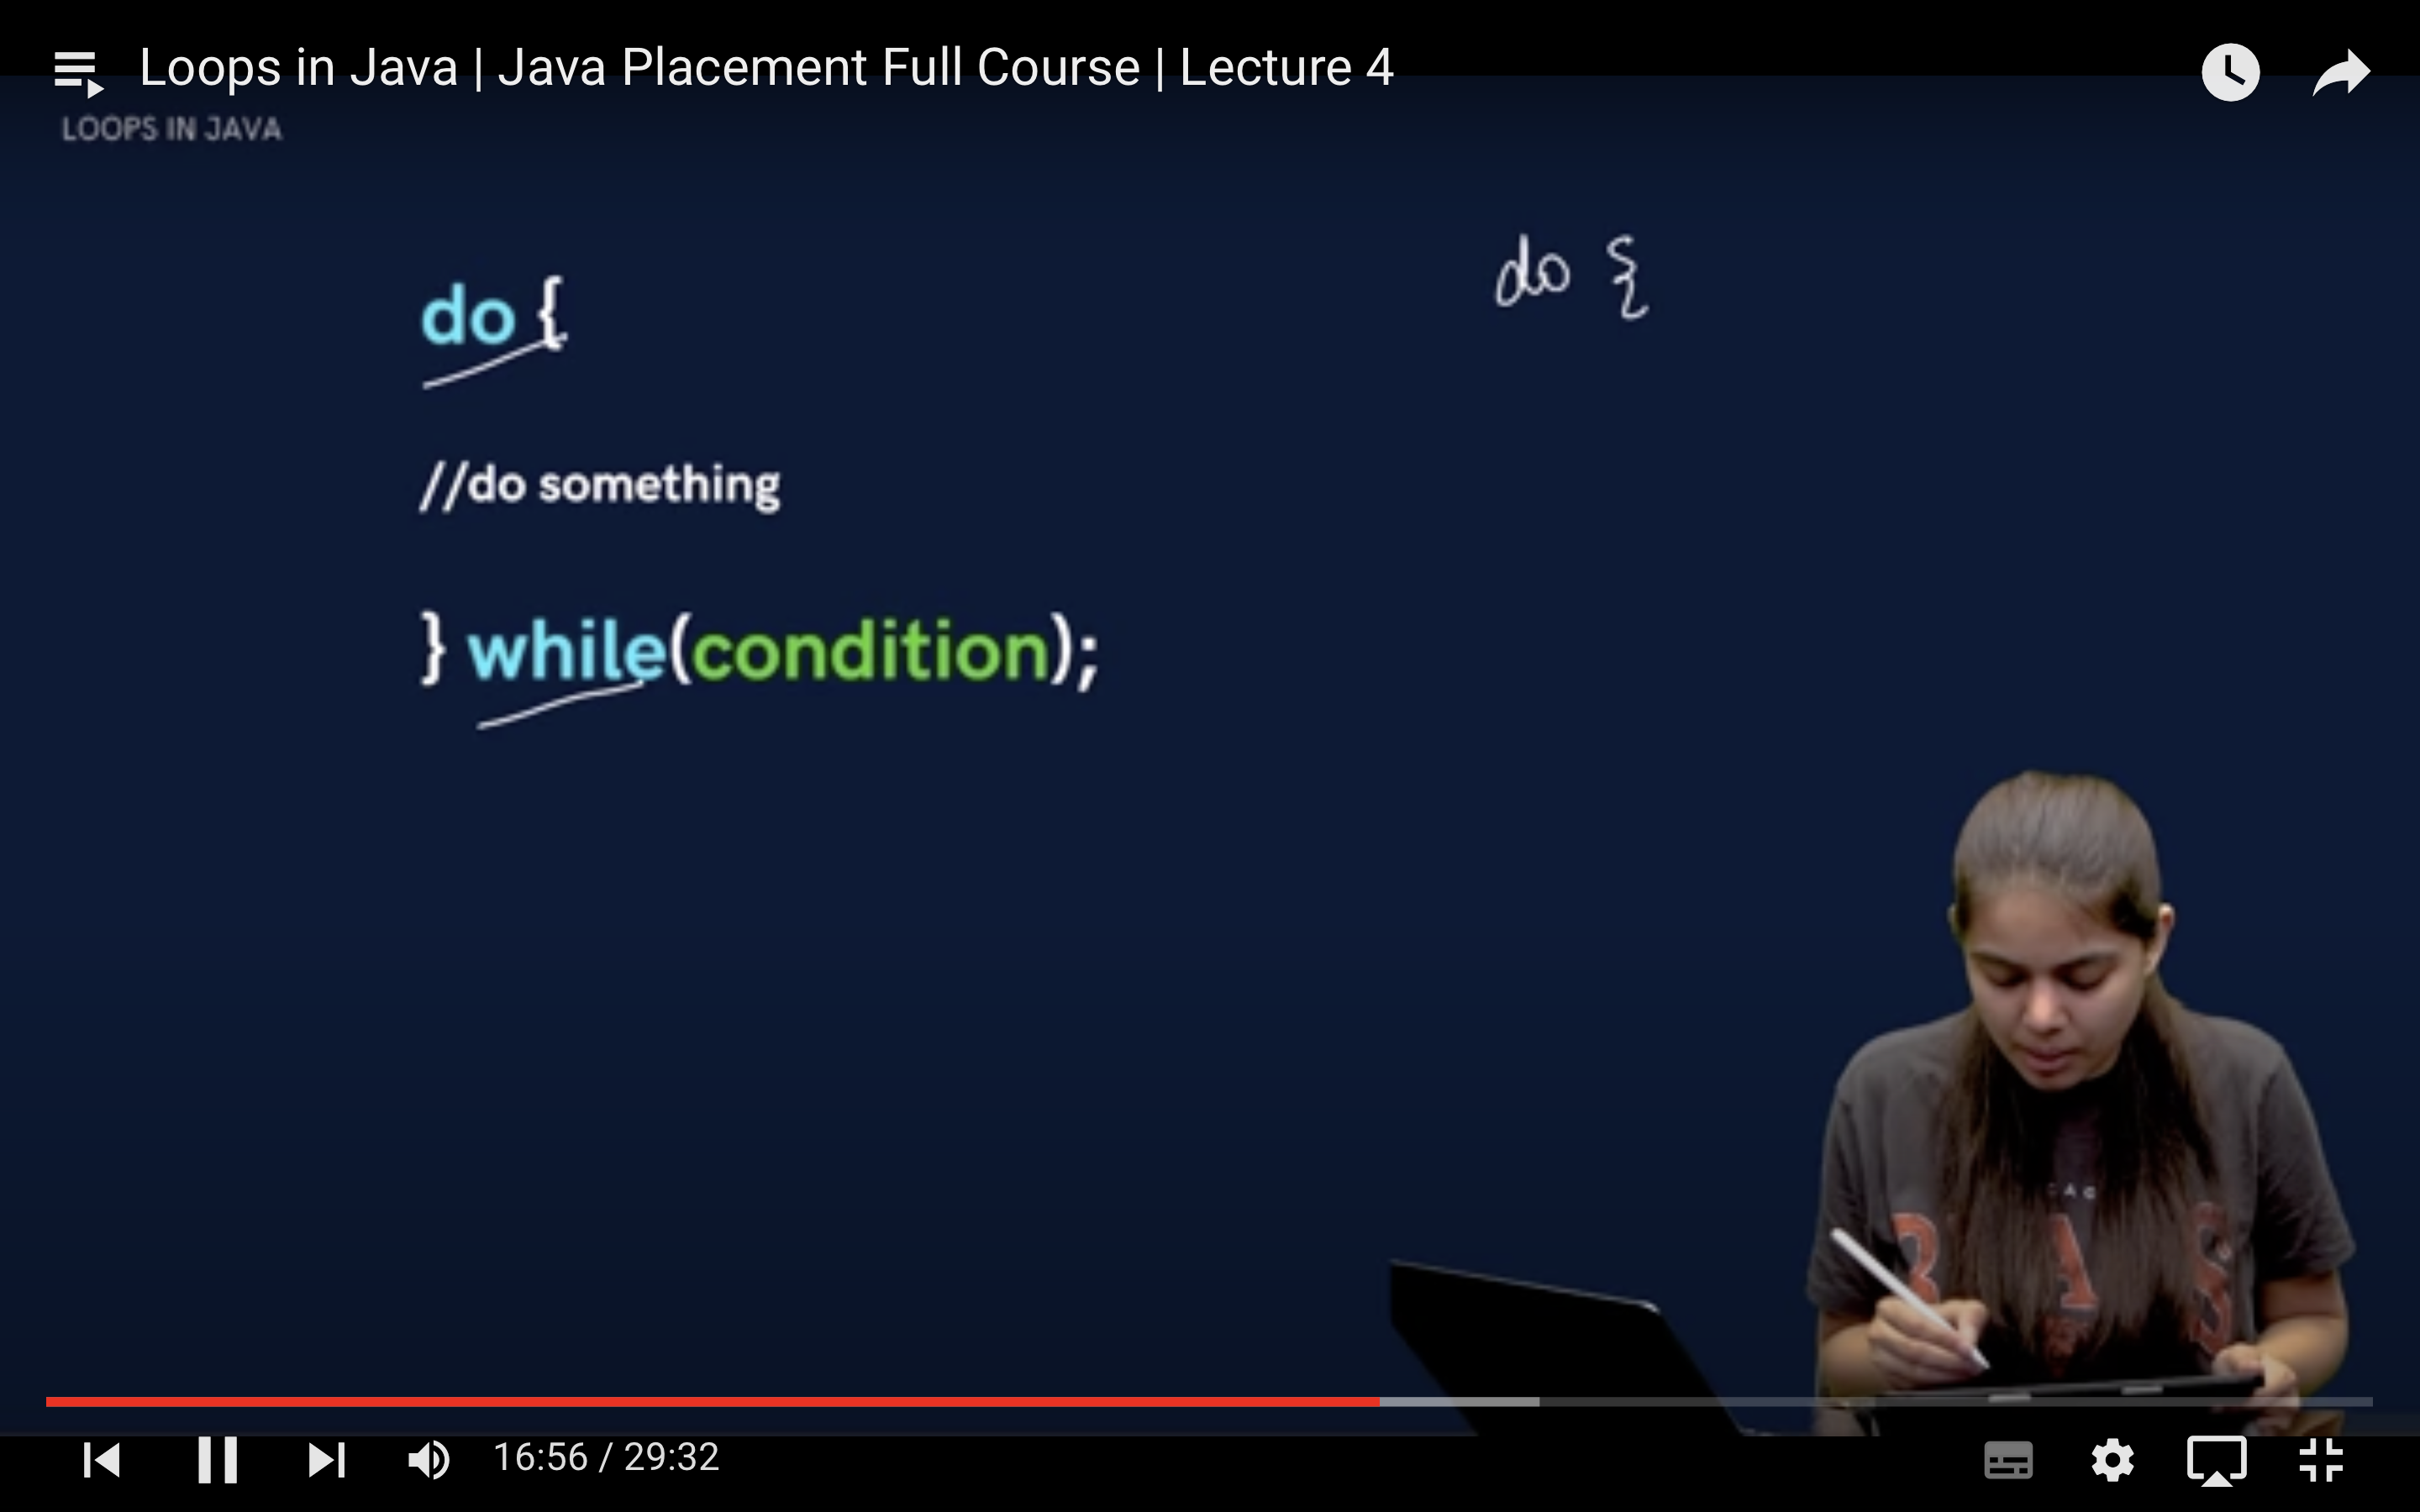 Loops in Java | Java Placement Full Course | Lecture 4
LOOPS IN JAVA
do {
do {
//do something
} while(condition);
16:56 / 29:32